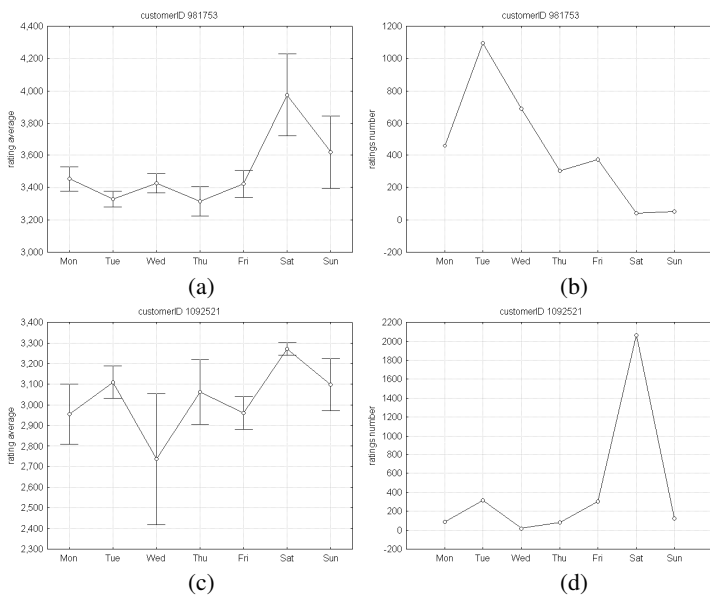 customerID 981753
rating average
4,400
4,200
4,000
3,800
3,600
3,400
3,200
3,000
Mon Tue Wed Thu Fri Sat Sun
(a)
customerID 981753
ratings number
1200
1000
800
600
400
200
0
-200
Mon Tue Wed Thu Fri Sat Sun
(b)
customerID 1092521
rating average
3,400
3,300
3,200
3,100
3,000
2,900
2,800
2,700
2,600
2,500
2,400
2,300
Mon Tue Wed Thu Fri Sat Sun
(c)
customerID 1092521
ratings number
2200
2000
1800
1600
1400
1200
1000
800
600
400
200
0
-200
Mon Tue Wed Thu Fri Sat Sun
(d)